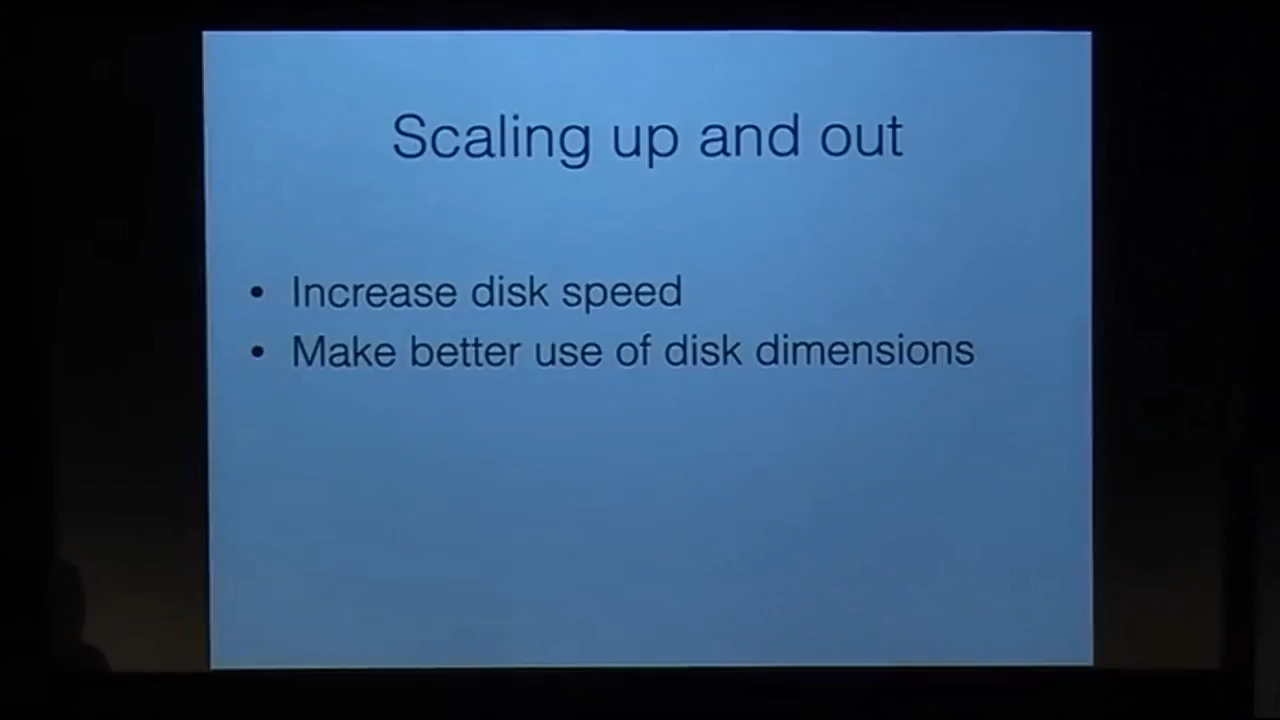 Scaling up and out
• Increase disk speed
• Make better use of disk dimensions